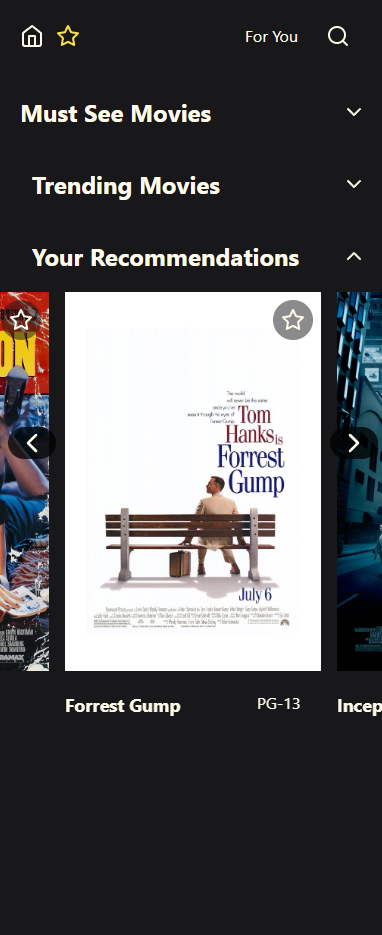 For You
Must See Movies
Trending Movies
Your Recommendations
ON
The world
will never be the same
once you've
seen it through the eyes of
Forrest Gump.
Tom
Hanks is
Forrest
Gump
July 6
Forrest Gump
PG-13
Incep